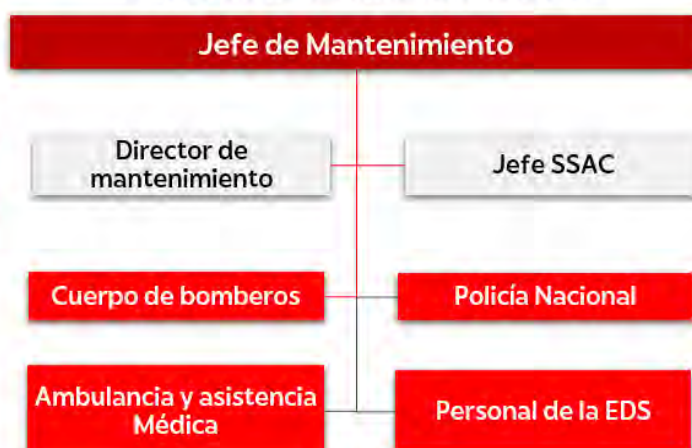 Jefe de Mantenimiento
Director de
mantenimiento
Jefe SSAC
Cuerpo de bomberos
Policía Nacional
Ambulancia y asistencia
Médica
Personal de la EDS